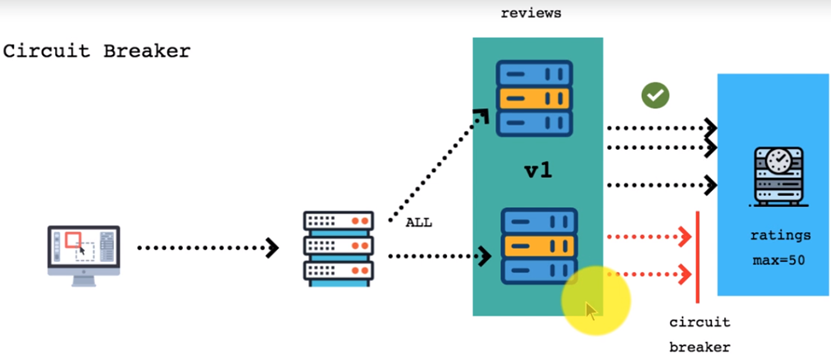 reviews
Circuit Breaker
ALL
v1
ratings
max=50
circuit
breaker